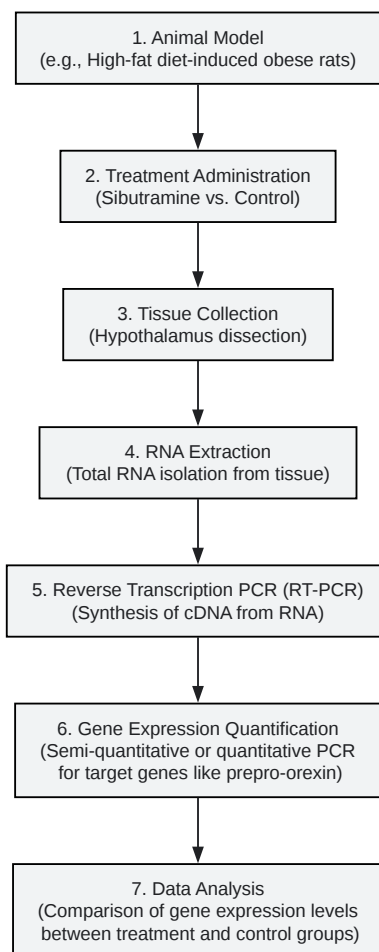 1. Animal Model
(e.g., High-fat diet-induced obese rats)
2. Treatment Administration
(Sibutramine vs. Control)
3. Tissue Collection
(Hypothalamus dissection)
4. RNA Extraction
(Total RNA isolation from tissue)
5. Reverse Transcription PCR (RT-PCR)
(Synthesis of cDNA from RNA)
6. Gene Expression Quantification
(Semi-quantitative or quantitative PCR
for target genes like prepro-orexin)
7. Data Analysis
(Comparison of gene expression levels
between treatment and control groups)